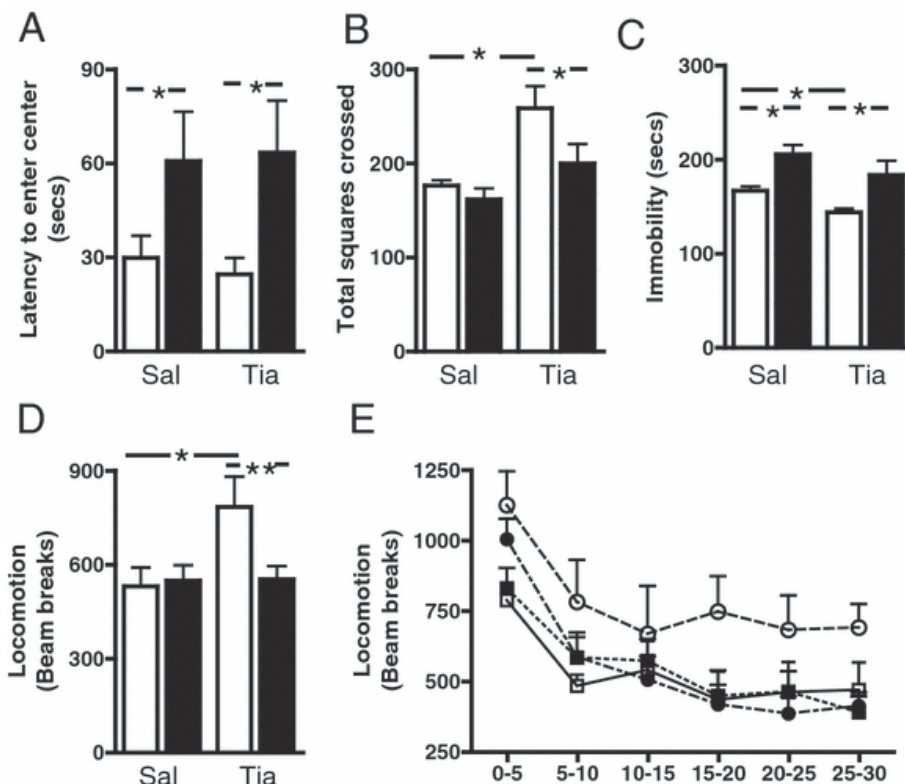 A
Latency to enter center
(secs)
90
60
30
0
*
*
Sal Tia
B
Total squares crossed
300
200
100
0
*
*
Sal Tia
C
Immobility (secs)
300
200
100
0
*
*
*
Sal Tia
D
Locomotion
(Beam breaks)
900
600
300
0
*
**
Sal Tia
E
Locomotion
(Beam breaks)
1250
1000
750
500
250
0-5 5-10 10-15 15-20 20-25 25-30